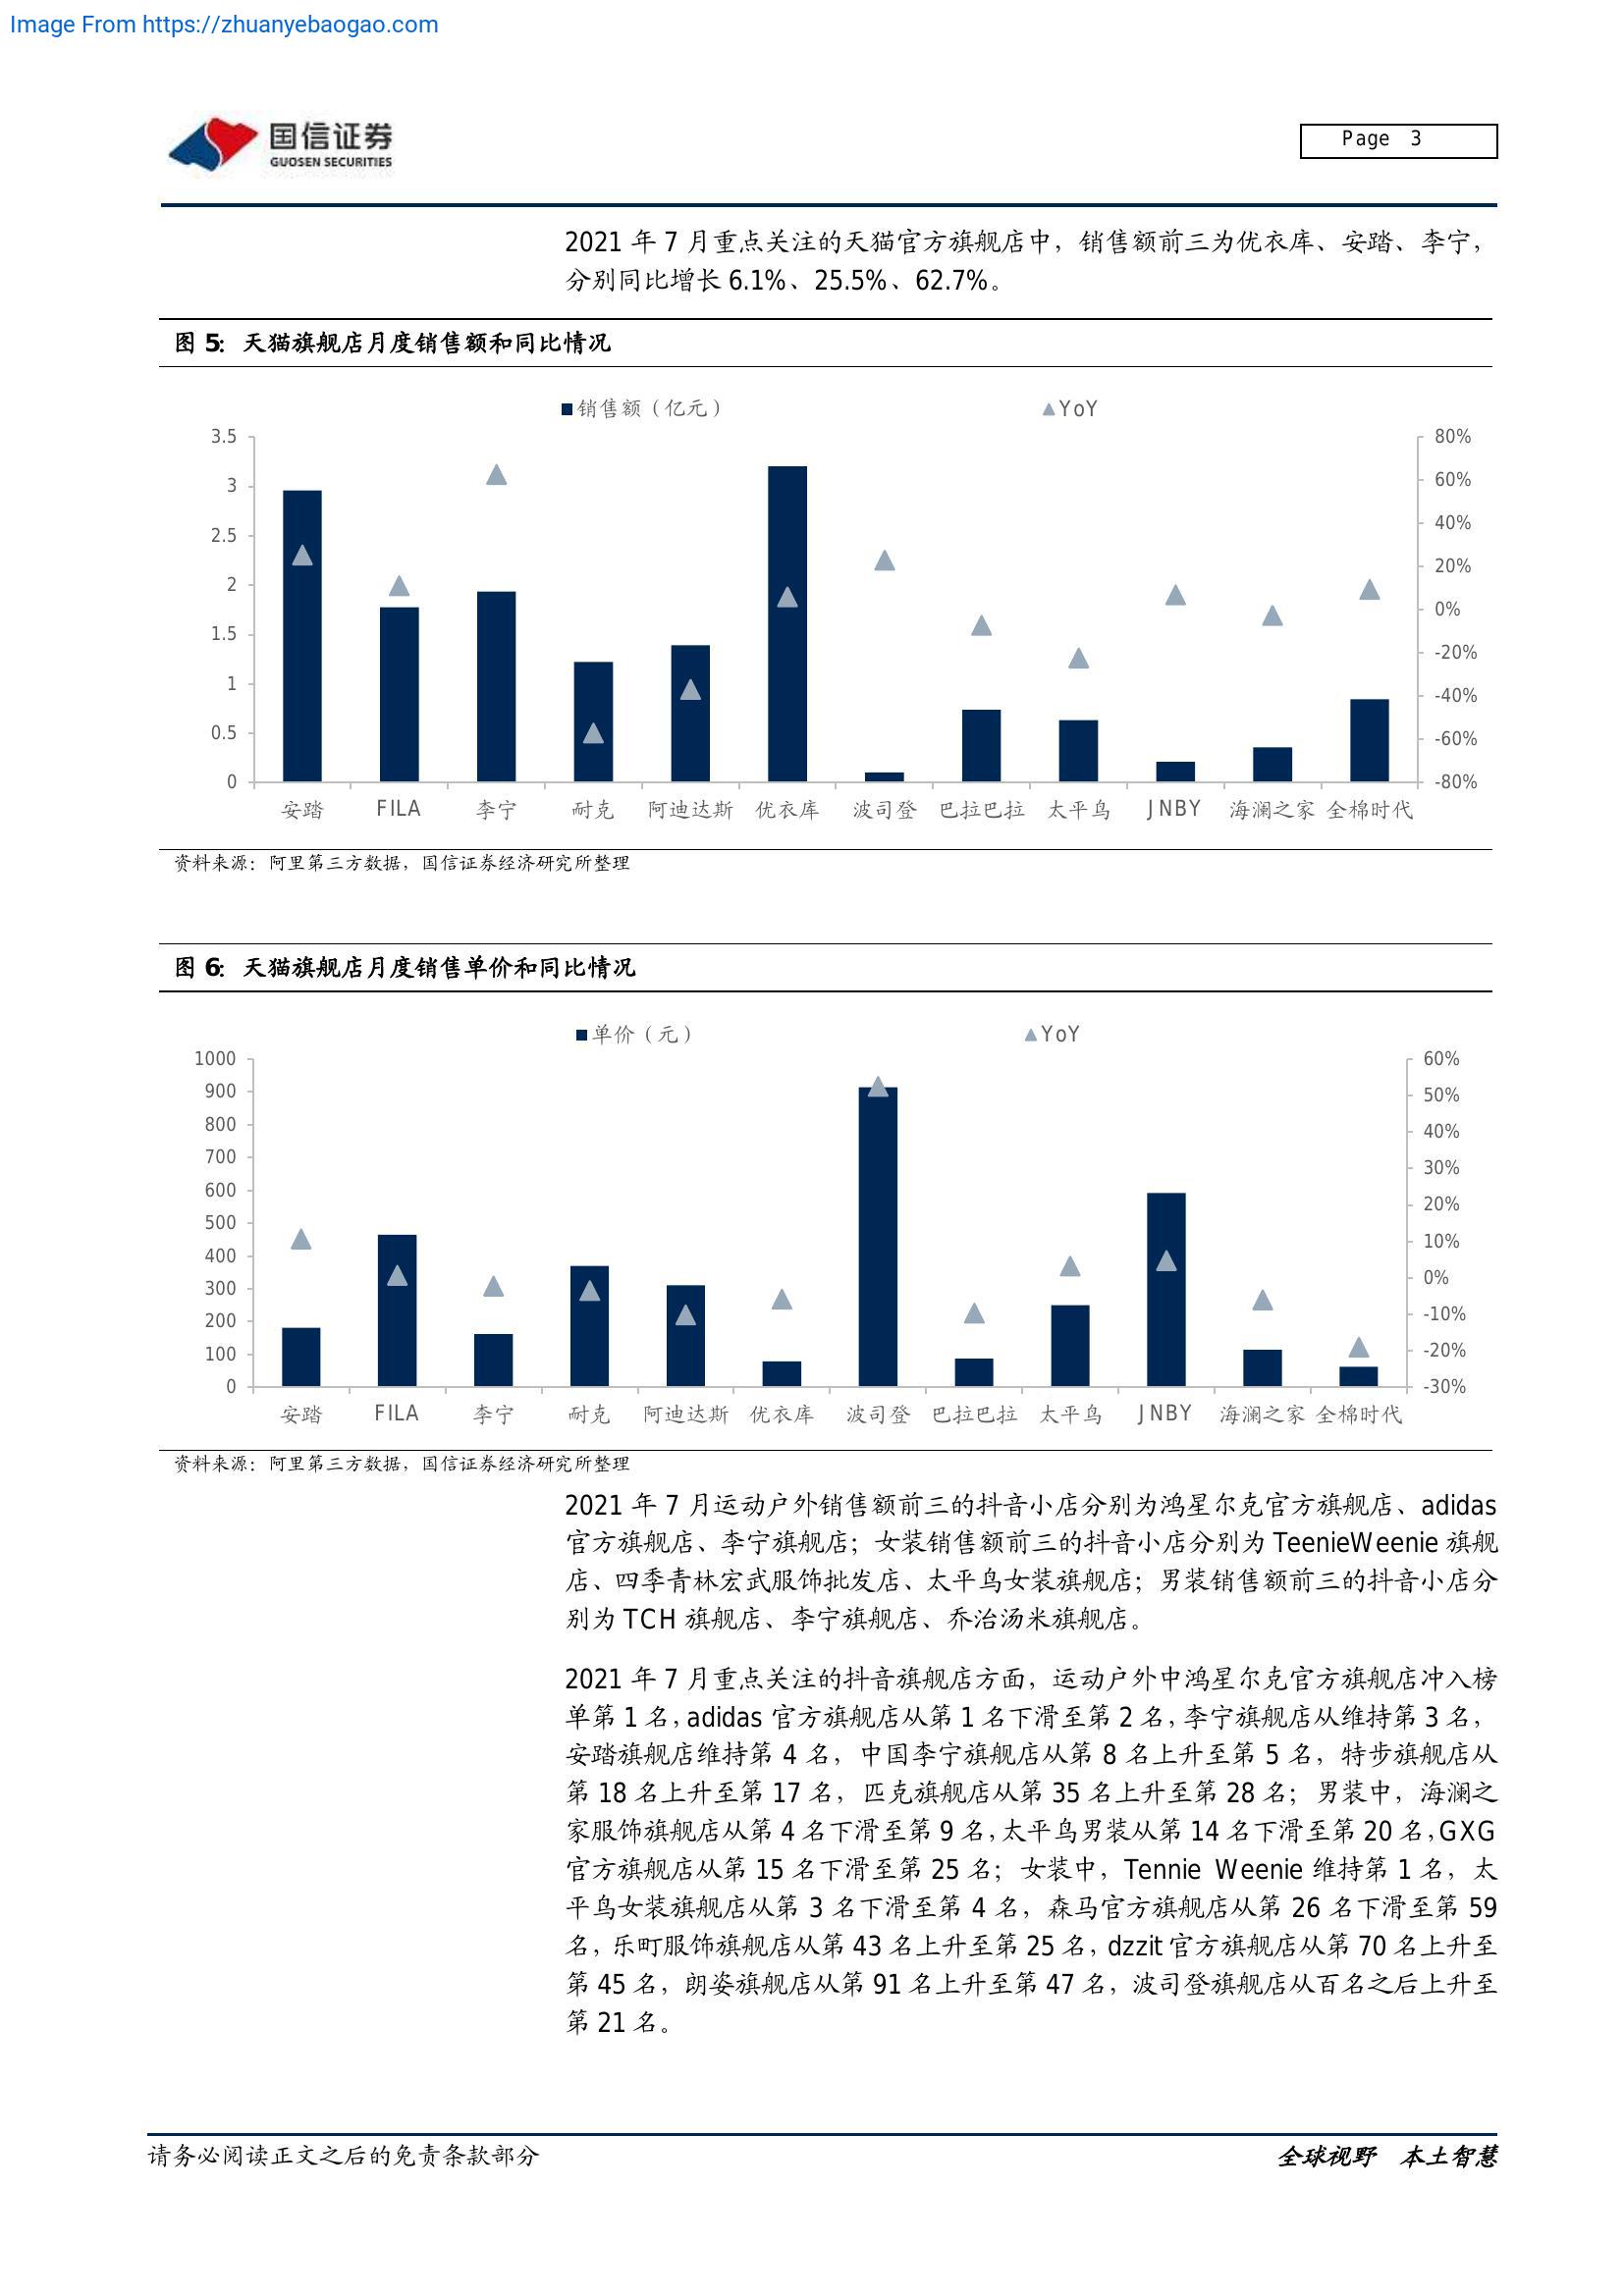 Image From https://zhuanyebaogao.com
国信证券
GUOSEN SECURITIES
Page 3
2021 年 7 月重点关注的天猫官方旗舰店中，销售额前三为优衣库、安踏、李宁，
分别同比增长 6.1%、25.5%、62.7%。
图 5：天猫旗舰店月度销售额和同比情况
销售额（亿元） YoY
3.5 80%
3 60%
2.5 40%
2 20%
1.5 0%
1 -20%
0.5 -40%
0 -60%
-80%
安踏 FILA 李宁 耐克 阿迪达斯 优衣库 波司登 巴拉巴拉 太平鸟 JNBY 海澜之家 全棉时代
资料来源：阿里第三方数据，国信证券经济研究所整理
图 6：天猫旗舰店月度销售单价和同比情况
单价（元） YoY
1000 60%
900 50%
800 40%
700 30%
600 20%
500 10%
400 0%
300 -10%
200 -20%
100 -30%
0
安踏 FILA 李宁 耐克 阿迪达斯 优衣库 波司登 巴拉巴拉 太平鸟 JNBY 海澜之家 全棉时代
资料来源：阿里第三方数据，国信证券经济研究所整理
2021 年 7 月运动户外销售额前三的抖音小店分别为鸿星尔克官方旗舰店、adidas
官方旗舰店、李宁旗舰店；女装销售额前三的抖音小店分别为 TeenieWeenie 旗舰
店、四季青林宏武服饰批发店、太平鸟女装旗舰店；男装销售额前三的抖音小店分
别为 TCH 旗舰店、李宁旗舰店、乔治汤米旗舰店。
2021 年 7 月重点关注的抖音旗舰店方面，运动户外中鸿星尔克官方旗舰店冲入榜
单第 1 名，adidas 官方旗舰店从第 1 名下滑至第 2 名，李宁旗舰店从维持第 3 名，
安踏旗舰店维持第 4 名，中国李宁旗舰店从第 8 名上升至第 5 名，特步旗舰店从
第 18 名上升至第 17 名，匹克旗舰店从第 35 名上升至第 28 名；男装中，海澜之
家服饰旗舰店从第 4 名下滑至第 9 名，太平鸟男装从第 14 名下滑至第 20 名，GXG
官方旗舰店从第 15 名下滑至第 25 名；女装中，Tennie Weenie 维持第 1 名，太
平鸟女装旗舰店从第 3 名下滑至第 4 名，森马官方旗舰店从第 26 名下滑至第 59
名，乐町服饰旗舰店从第 43 名上升至第 25 名，dzzit 官方旗舰店从第 70 名上升至
第 45 名，朗姿旗舰店从第 91 名上升至第 47 名，波司登旗舰店从百名之后上升至
第 21 名。
请务必阅读正文之后的免责条款部分
全球视野 本土智慧